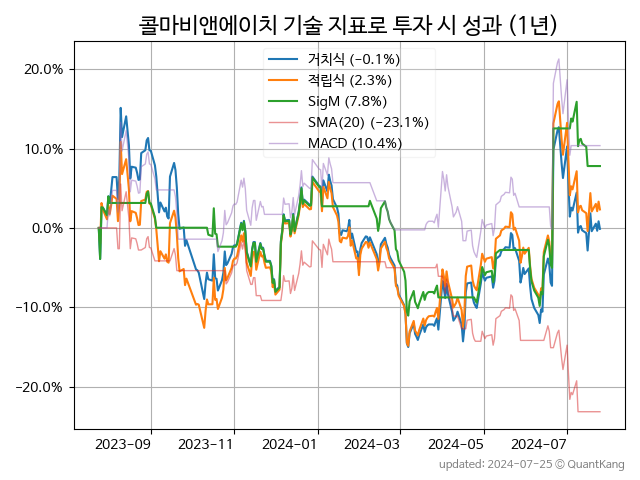 콜마비앤에이치 기술 지표로 투자 시 성과 (1년)
거치식 (−0.1%)
적립식 (2.3%)
SigM (7.8%)
SMA(20) (−23.1%)
MACD (10.4%)
20.0%
10.0%
0.0%
−10.0%
−20.0%
2023−09 2023−11 2024−01 2024−03 2024−05 2024−07
updated: 2024-07-25 © QuantKang